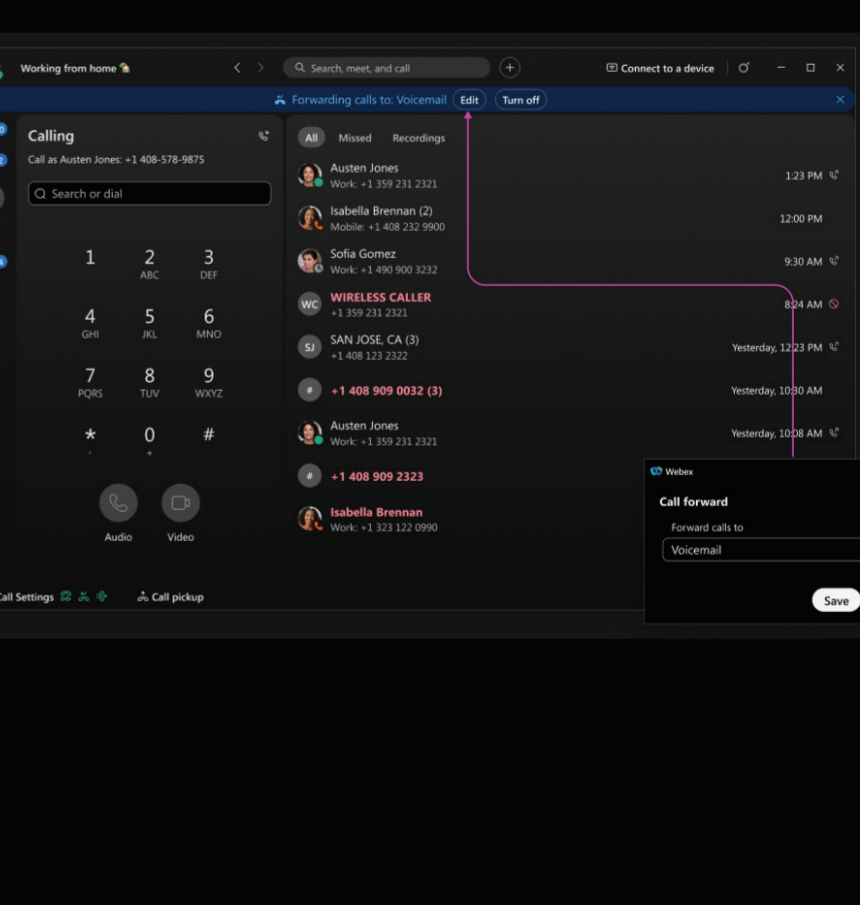 Working from home
Search, meet, and call
Connect to a device
Forwarding calls to: Voicemail Edit Turn off
Calling
Call as Austen Jones: +1 408-578-9875
Search or dial
1 2 3
ABC DEF
4 5 6
GHI JKL MNO
7 8 9
PQRS TUV WXYZ
* 0 #
, +
Audio Video
Call Settings Call pickup
All Missed Recordings
Austen Jones
Work: +1 359 231 2321
1:23 PM
Isabella Brennan (2)
Mobile: +1 408 232 9900
12:00 PM
Sofia Gomez
Work: +1 490 900 3232
9:30 AM
WC WIRELESS CALLER
+1 359 231 2321
8:24 AM
SJ SAN JOSE, CA (3)
+1 408 123 2322
Yesterday, 12:23 PM
# +1 408 909 0032 (3)
Yesterday, 10:30 AM
Austen Jones
Work: +1 359 231 2321
Yesterday, 10:08 AM
# +1 408 909 2323
Isabella Brennan
Work: +1 323 122 0990
Webex
Call forward
Forward calls to
Voicemail
Save